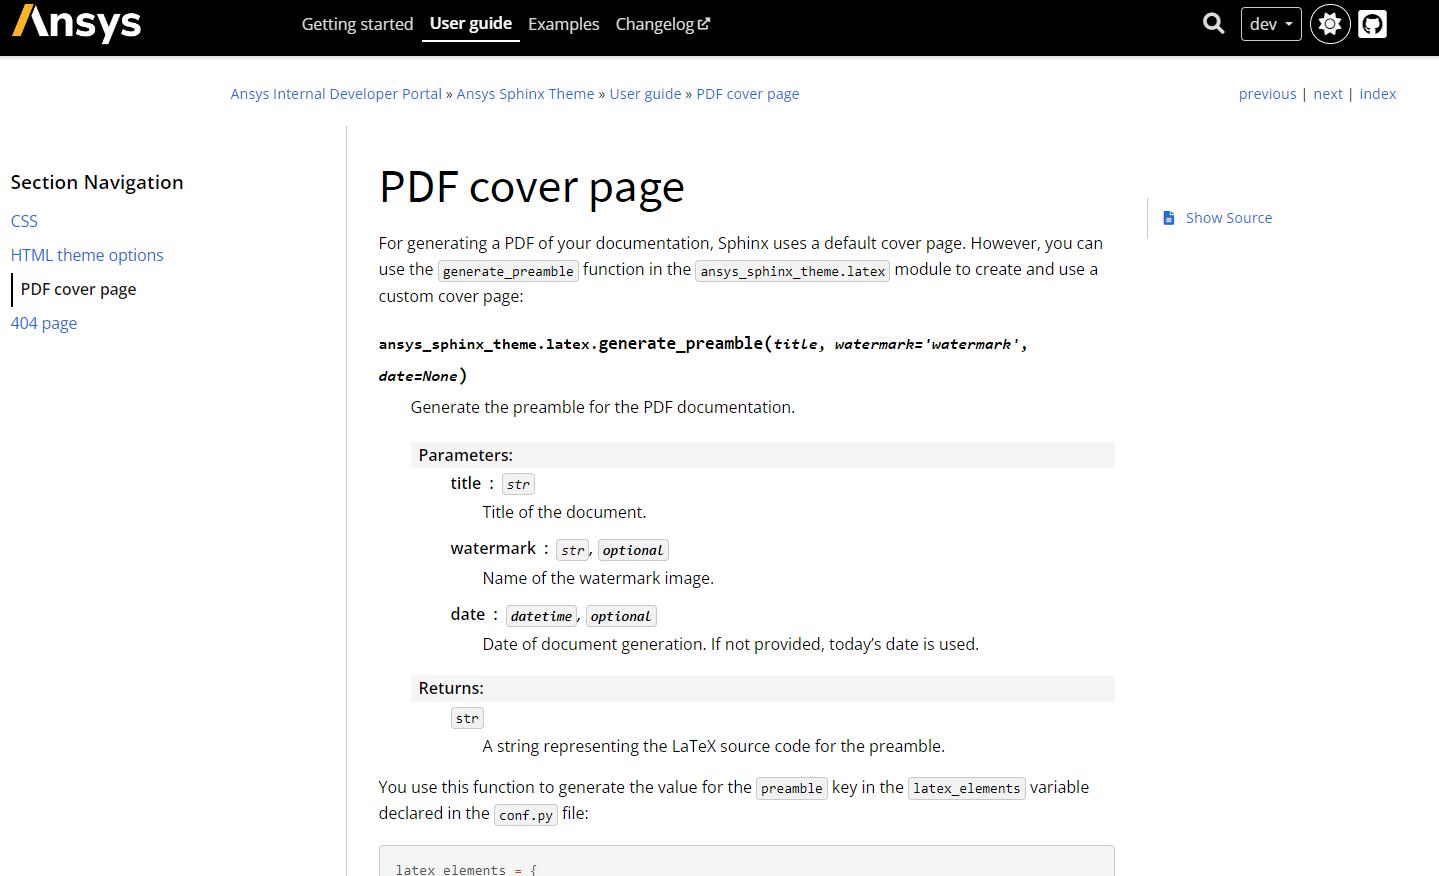 Ansys
Getting started User guide Examples Changelog
dev
Ansys Internal Developer Portal » Ansys Sphinx Theme » User guide » PDF cover page
previous | next | index
Section Navigation
CSS
HTML theme options
PDF cover page
404 page
PDF cover page
For generating a PDF of your documentation, Sphinx uses a default cover page. However, you can
use the generate_preamble function in the ansys_sphinx_theme.latex module to create and use a
custom cover page:
ansys_sphinx_theme.latex.generate_preamble(title, watermark='watermark',
date=None)
Generate the preamble for the PDF documentation.
Parameters:
title : str
Title of the document.
watermark : str, optional
Name of the watermark image.
date : datetime, optional
Date of document generation. If not provided, today’s date is used.
Returns:
str
A string representing the LaTeX source code for the preamble.
You use this function to generate the value for the preamble key in the latex_elements variable
declared in the conf.py file:
latex_elements = {
Show Source